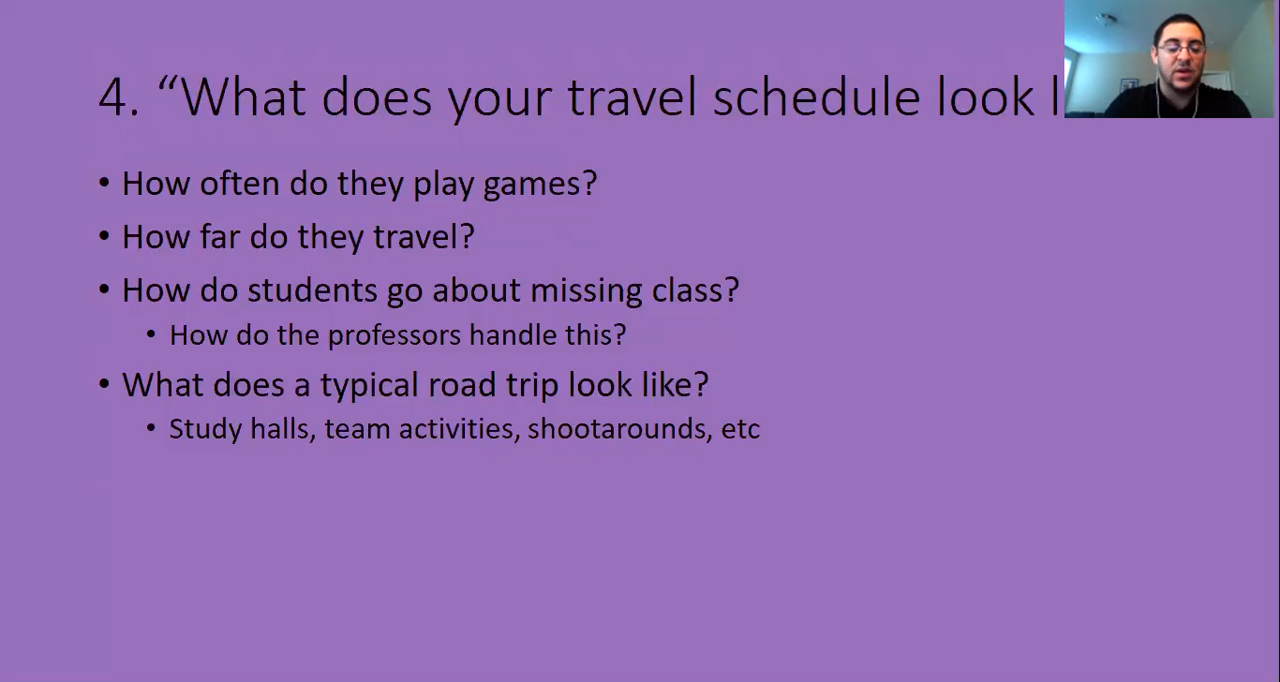 4. “What does your travel schedule look l
• How often do they play games?
• How far do they travel?
• How do students go about missing class?
• How do the professors handle this?
• What does a typical road trip look like?
• Study halls, team activities, shootarounds, etc